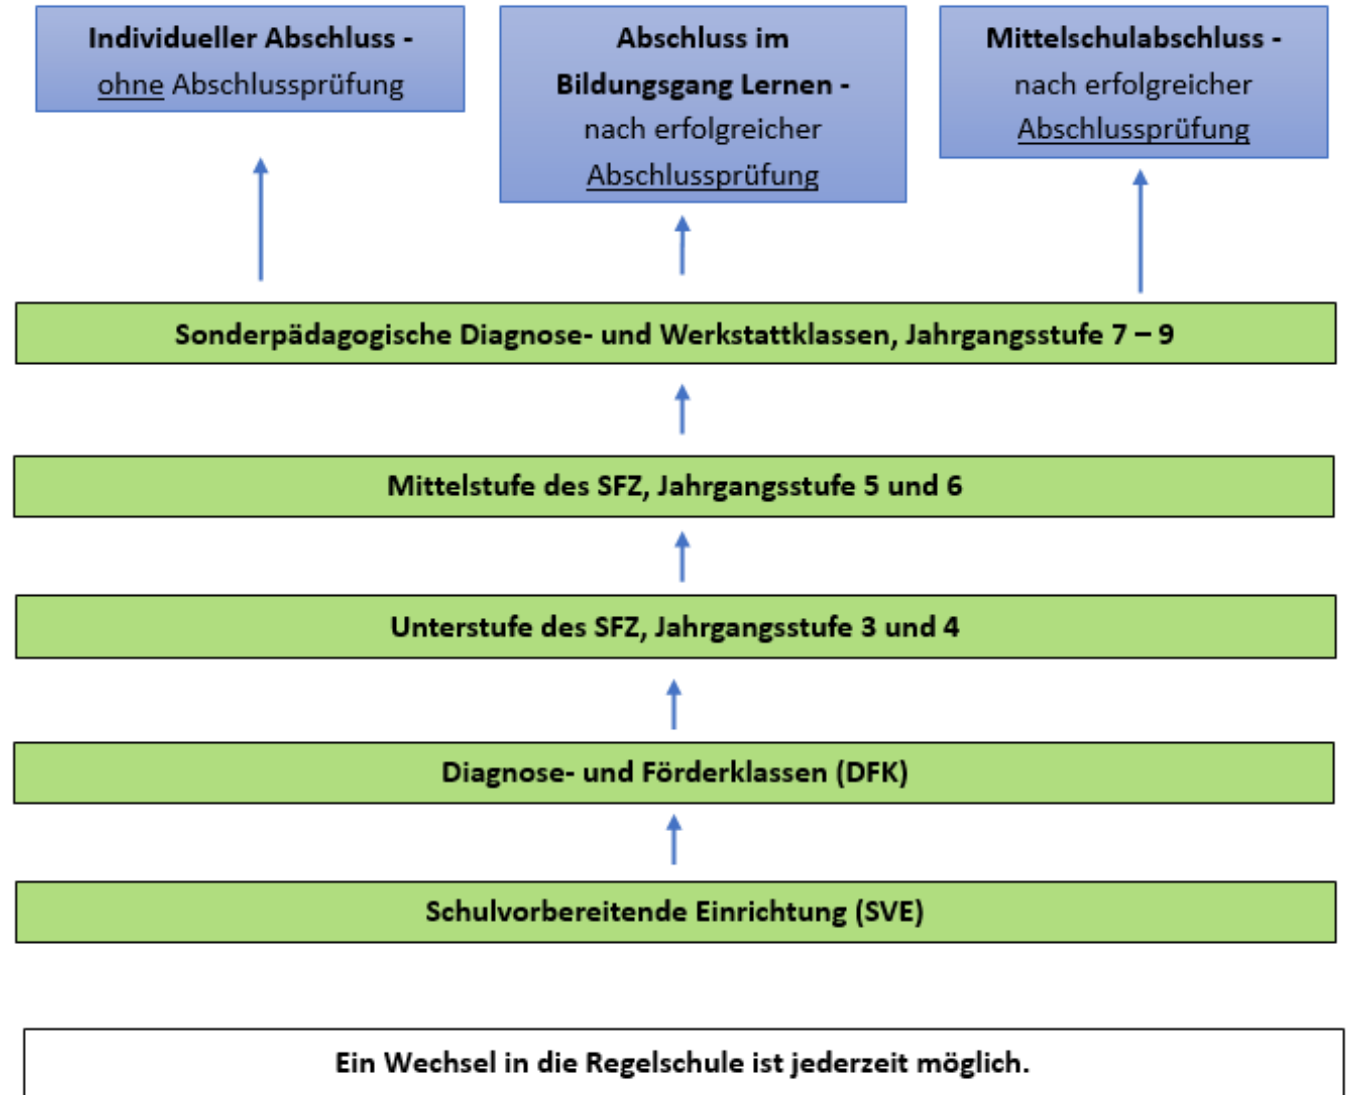 Individueller Abschluss -
ohne Abschlussprüfung
Abschluss im
Bildungsgang Lernen -
nach erfolgreicher
Abschlussprüfung
Mittelschulabschluss -
nach erfolgreicher
Abschlussprüfung
Sonderpädagogische Diagnose- und Werkstattklassen, Jahrgangsstufe 7 – 9
Mittelstufe des SFZ, Jahrgangsstufe 5 und 6
Unterstufe des SFZ, Jahrgangsstufe 3 und 4
Diagnose- und Förderklassen (DFK)
Schulvorbereitende Einrichtung (SVE)
Ein Wechsel in die Regelschule ist jederzeit möglich.